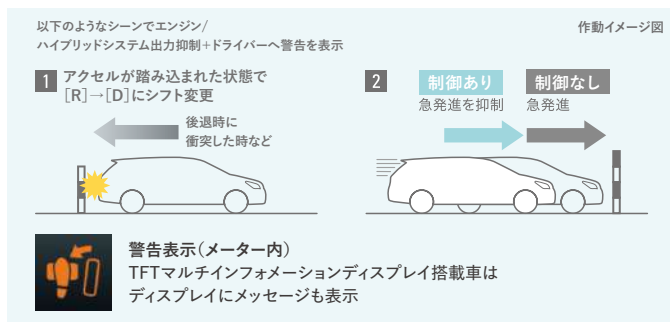 以下のようなシーンでエンジン/
ハイブリッドシステム出力抑制+ドライバーへ警告を表示
作動イメージ図
1 アクセルが踏み込まれた状態で
[R]→[D]にシフト変更
後退時に
衝突した時など
2
制御あり
急発進を抑制
制御なし
急発進
警告表示(メーター内)
TFTマルチインフォメーションディスプレイ搭載車は
ディスプレイにメッセージも表示